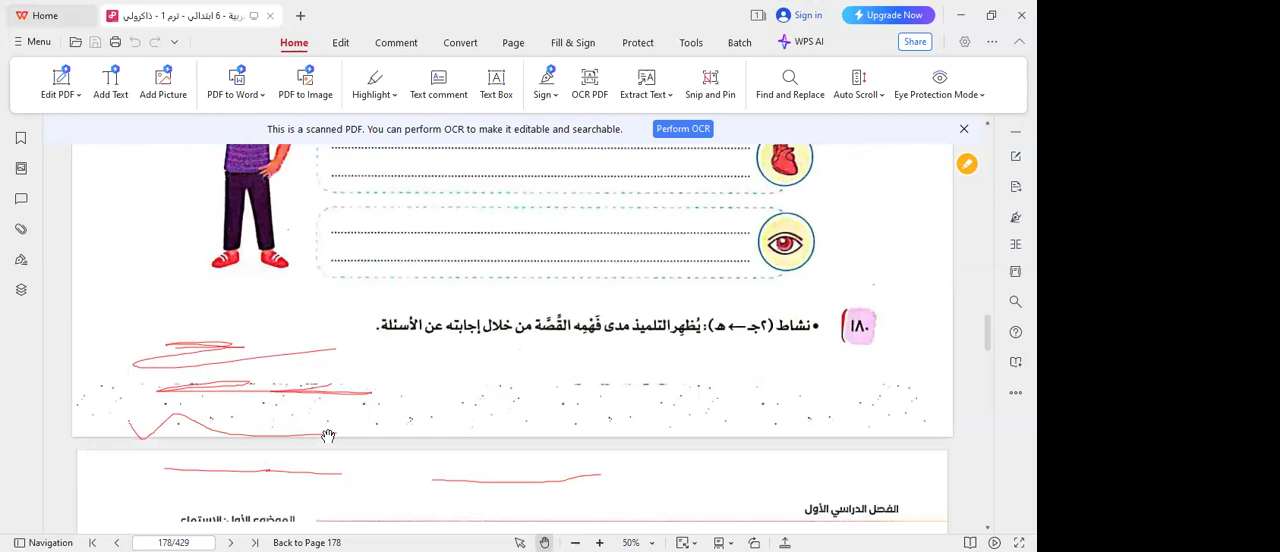 Home
ـربية - 6 ابتدائي - ترم 1 - ذاكرولي
Sign in
Upgrade Now
Menu
Home
Edit
Comment
Convert
Page
Fill & Sign
Protect
Tools
Batch
WPS AI
Share
Edit PDF
Add Text
Add Picture
PDF to Word
PDF to Image
Highlight
Text comment
Text Box
Sign
OCR PDF
Extract Text
Snip and Pin
Find and Replace
Auto Scroll
Eye Protection Mode
This is a scanned PDF. You can perform OCR to make it editable and searchable.
Perform OCR
• نشاط (٢جـ ← هـ): يُظهِر التلميذ مدى فَهْمِه القُصَّة من خلال إجابته عن الأسئلة.
١٨٠
الفصل الدراسي الأول
الموضوع الأول: الاستماع
Navigation
178/429
Back to Page 178
50%